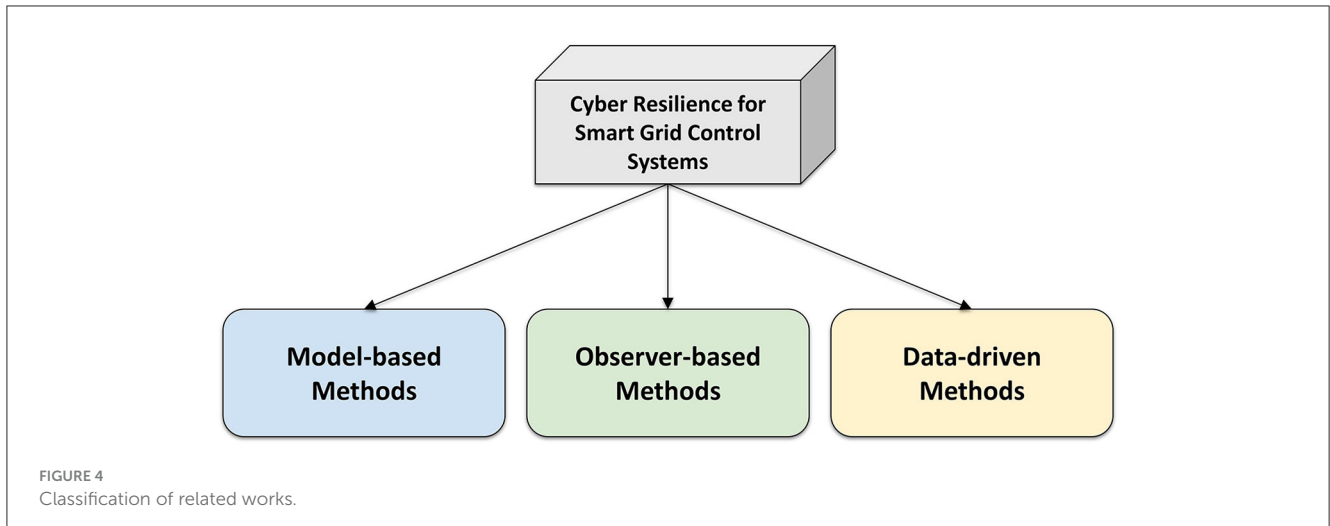 Cyber Resilience for
Smart Grid Control
Systems
Model-based
Methods
Observer-based
Methods
Data-driven
Methods
FIGURE 4
Classification of related works.